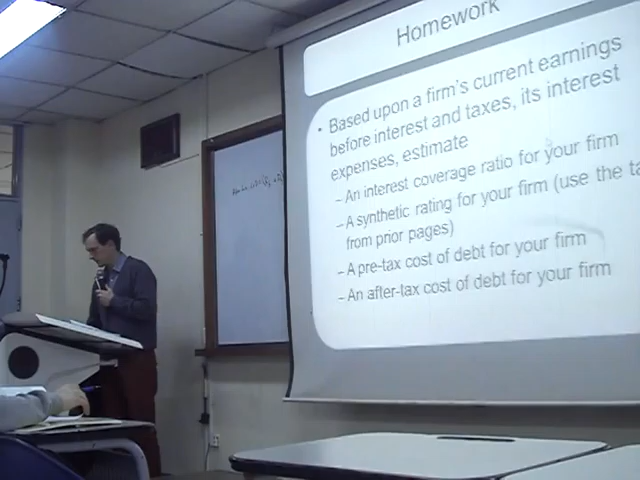 Homework
• Based upon a firm's current earnings
before interest and taxes, its interest
expenses, estimate
– An interest coverage ratio for your firm
– A synthetic rating for your firm (use the
from prior pages)
– A pre-tax cost of debt for your firm
– An after-tax cost of debt for your firm